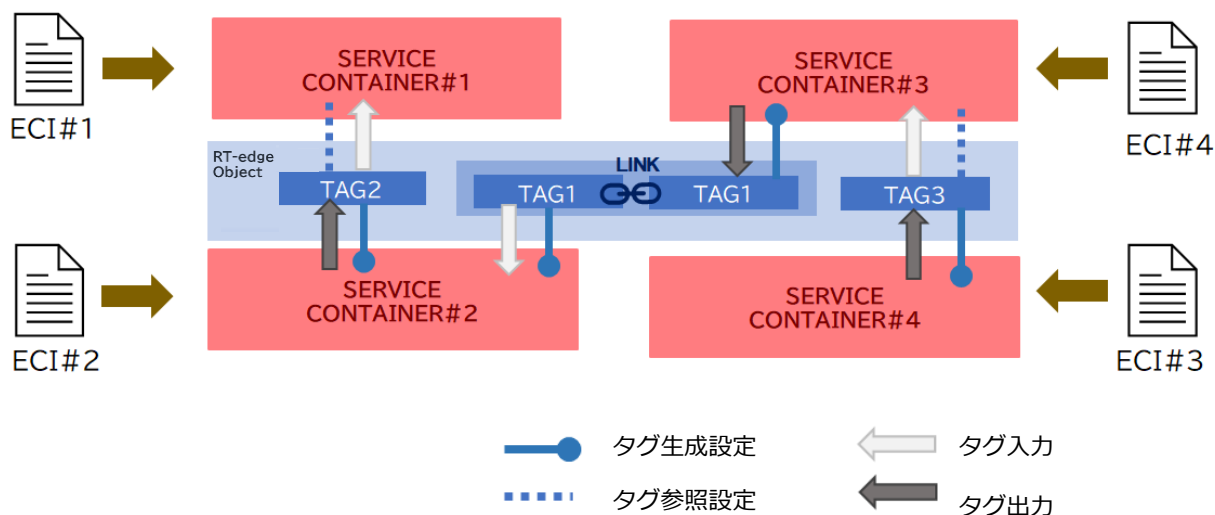 ECI#1
SERVICE
CONTAINER#1
SERVICE
CONTAINER#3
ECI#4
RT-edge
Object
TAG2
LINK
TAG1
TAG1
TAG3
ECI#2
SERVICE
CONTAINER#2
SERVICE
CONTAINER#4
ECI#3
タグ生成設定
タグ入力
タグ参照設定
タグ出力